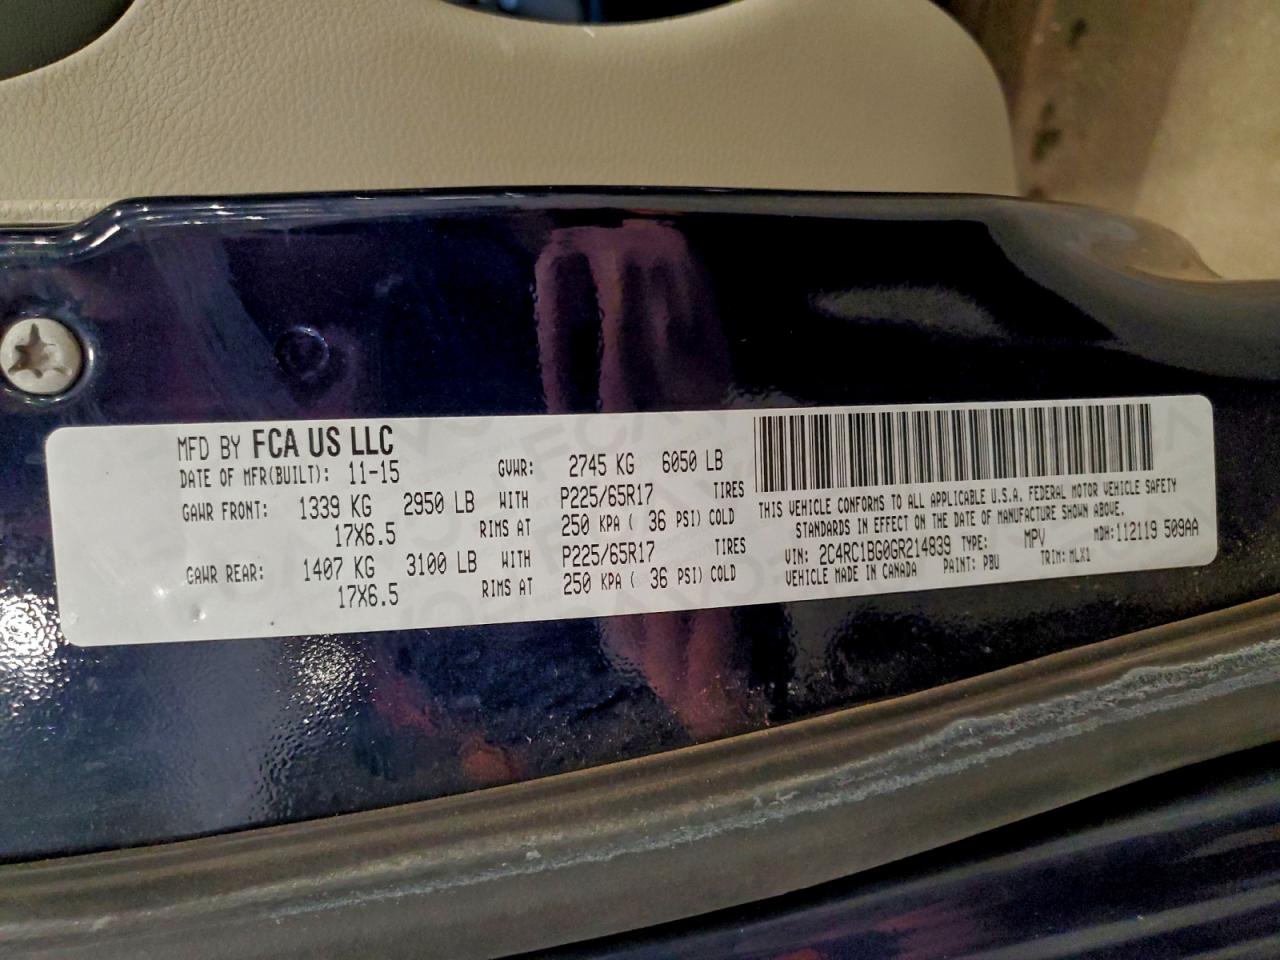 MFD BY FCA US LLC
DATE OF MFR(BUILT): 11-15 GVWR: 2745 KG 6050 LB
GAWR FRONT: 1339 KG 2950 LB WITH P225/65R17 TIRES
17X6.5 RIMS AT 250 KPA ( 36 PSI) COLD
GAWR REAR: 1407 KG 3100 LB WITH P225/65R17 TIRES
17X6.5 RIMS AT 250 KPA ( 36 PSI) COLD
THIS VEHICLE CONFORMS TO ALL APPLICABLE U.S.A. FEDERAL MOTOR VEHICLE SAFETY
STANDARDS IN EFFECT ON THE DATE OF MANUFACTURE SHOWN ABOVE.
VIN: 2C4RC1BG0GR214839 TYPE: MPV MDH: 112119 509AA
VEHICLE MADE IN CANADA PAINT: PBU TRIM: MLX1